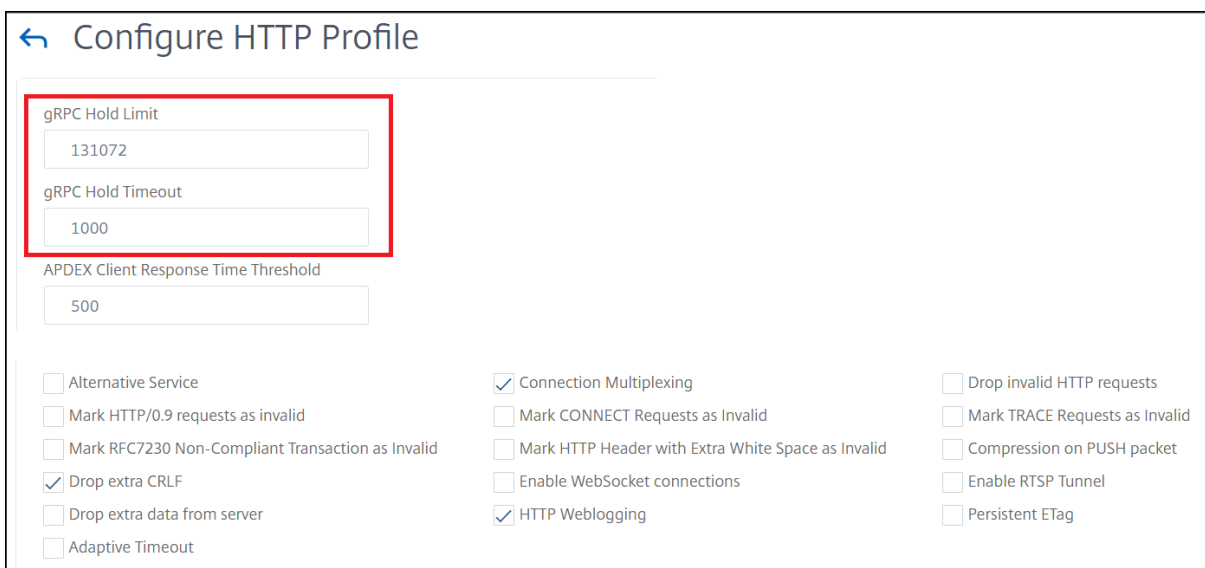 Configure HTTP Profile
gRPC Hold Limit
131072
gRPC Hold Timeout
1000
APDEX Client Response Time Threshold
500
Alternative Service
Connection Multiplexing
Drop invalid HTTP requests
Mark HTTP/0.9 requests as invalid
Mark CONNECT Requests as Invalid
Mark TRACE Requests as Invalid
Mark RFC7230 Non-Compliant Transaction as Invalid
Mark HTTP Header with Extra White Space as Invalid
Compression on PUSH packet
Drop extra CRLF
Enable WebSocket connections
Enable RTSP Tunnel
Drop extra data from server
HTTP Weblogging
Persistent ETag
Adaptive Timeout